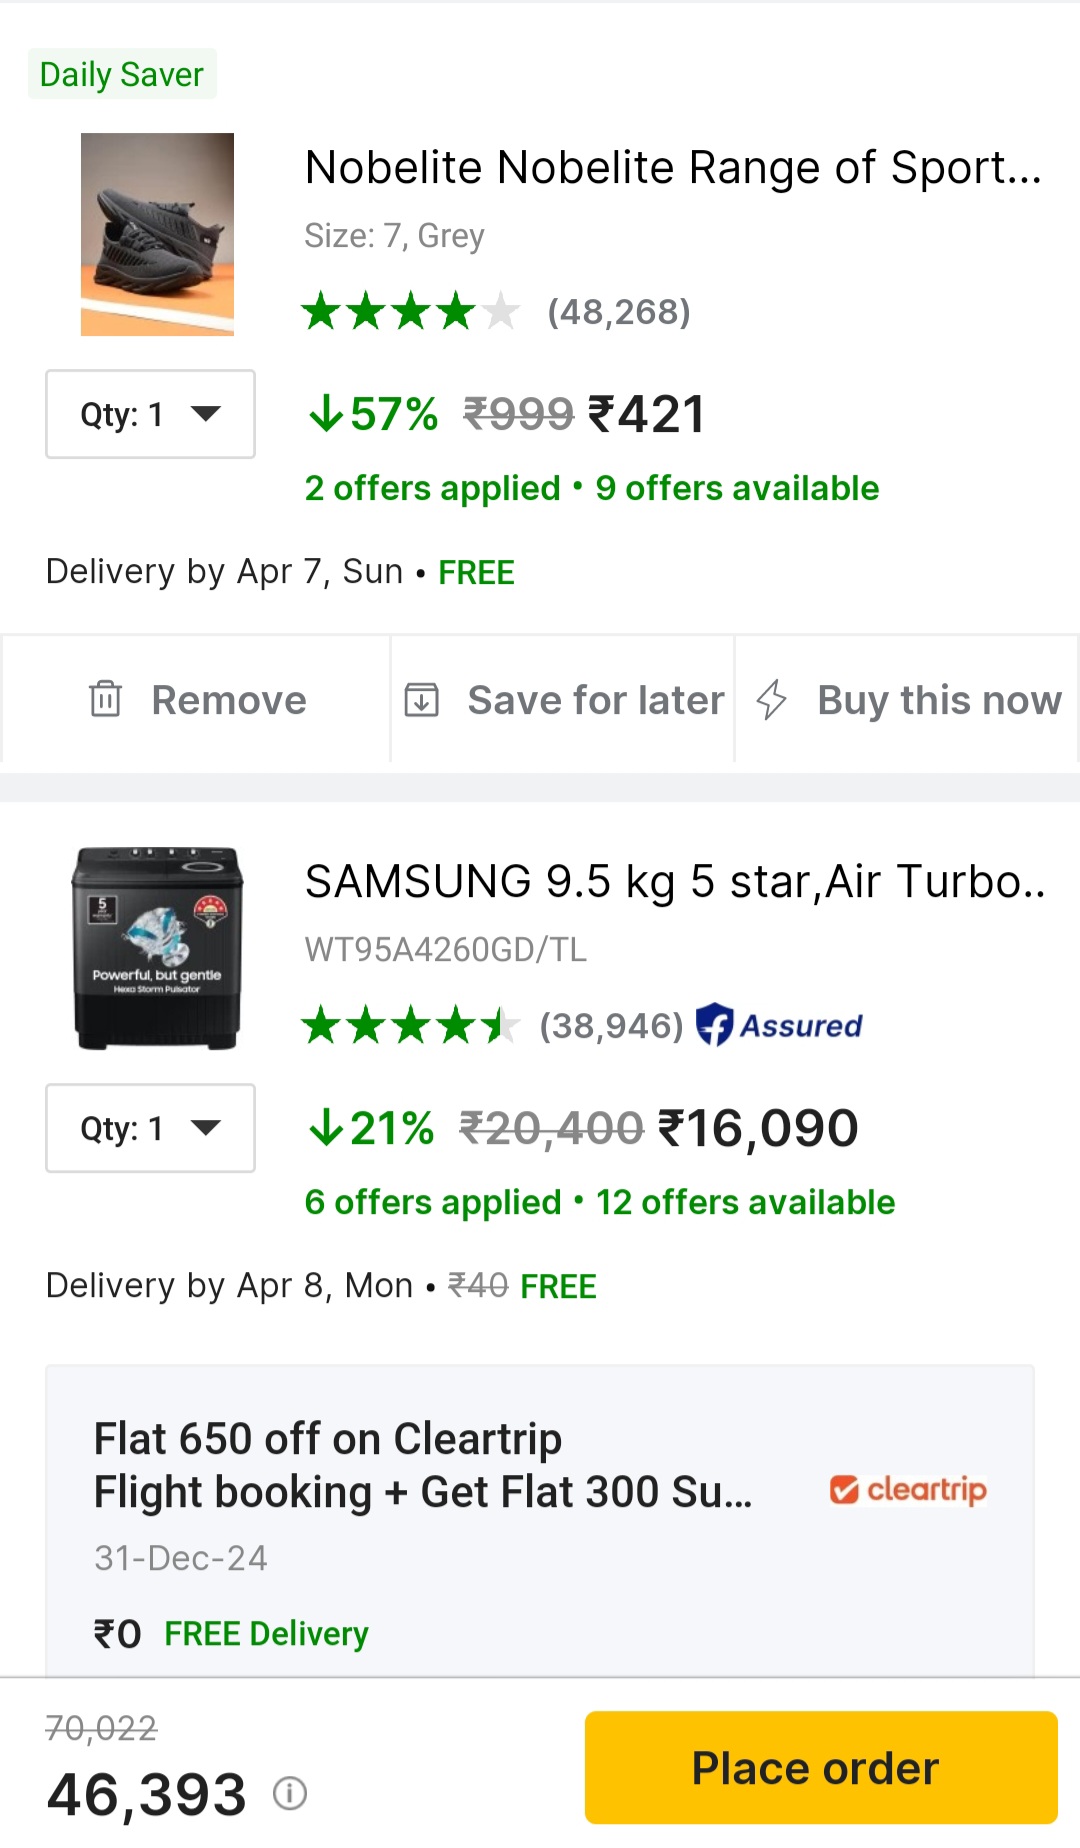 Daily Saver
Nobelite Nobelite Range of Sport...
Size: 7, Grey
(48,268)
Qty: 1
↓57% ₹999 ₹421
2 offers applied • 9 offers available
Delivery by Apr 7, Sun • FREE
Remove
Save for later
Buy this now
SAMSUNG 9.5 kg 5 star,Air Turbo..
WT95A4260GD/TL
5
Powerful, but gentle
Hexa Storm Pulsator
(38,946) Assured
Qty: 1
↓21% ₹20,400 ₹16,090
6 offers applied • 12 offers available
Delivery by Apr 8, Mon • ₹40 FREE
Flat 650 off on Cleartrip
Flight booking + Get Flat 300 Su...
cleartrip
31-Dec-24
₹0 FREE Delivery
70,022
46,393
Place order